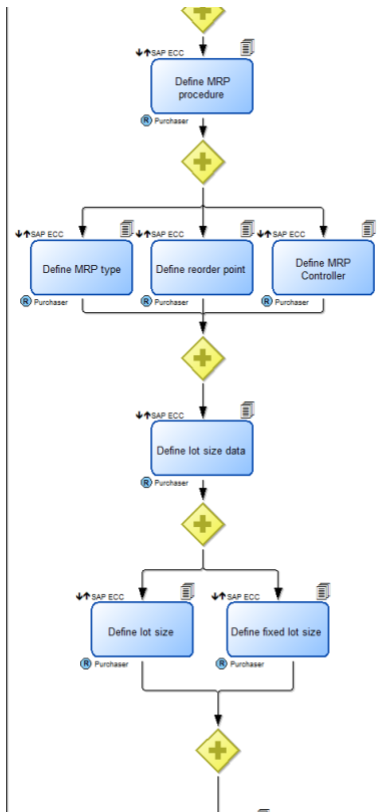 SAP ECC
Define MRP
procedure
R Purchaser
SAP ECC
SAP ECC
SAP ECC
Define MRP type
Define reorder point
Define MRP
Controller
R Purchaser
R Purchaser
R Purchaser
SAP ECC
Define lot size data
R Purchaser
SAP ECC
SAP ECC
Define lot size
Define fixed lot size
R Purchaser
R Purchaser